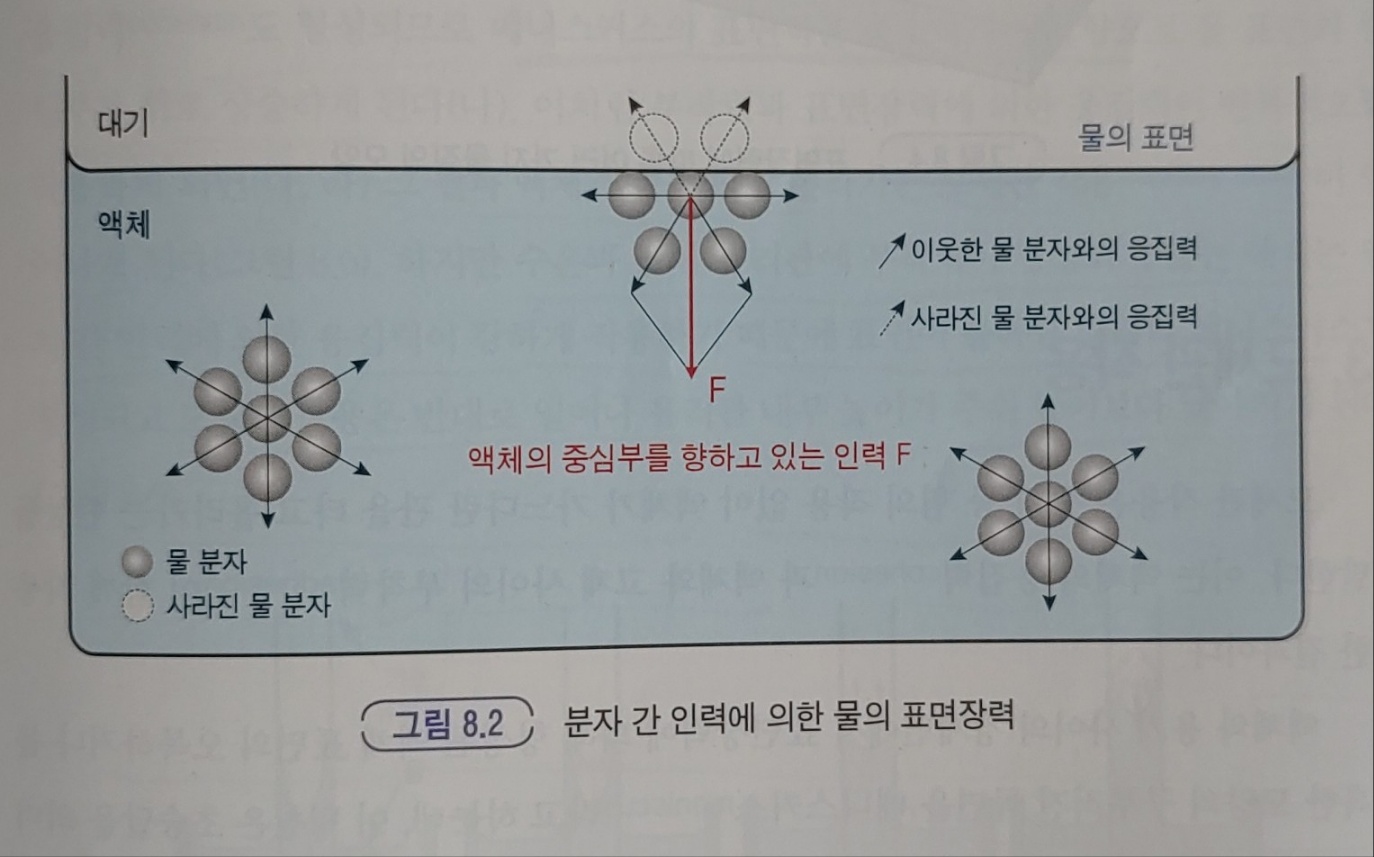 대기
물의 표면
액체
이웃한 물 분자와의 응집력
사라진 물 분자와의 응집력
F
액체의 중심부를 향하고 있는 인력 F
물 분자
사라진 물 분자
그림 8.2 분자 간 인력에 의한 물의 표면장력